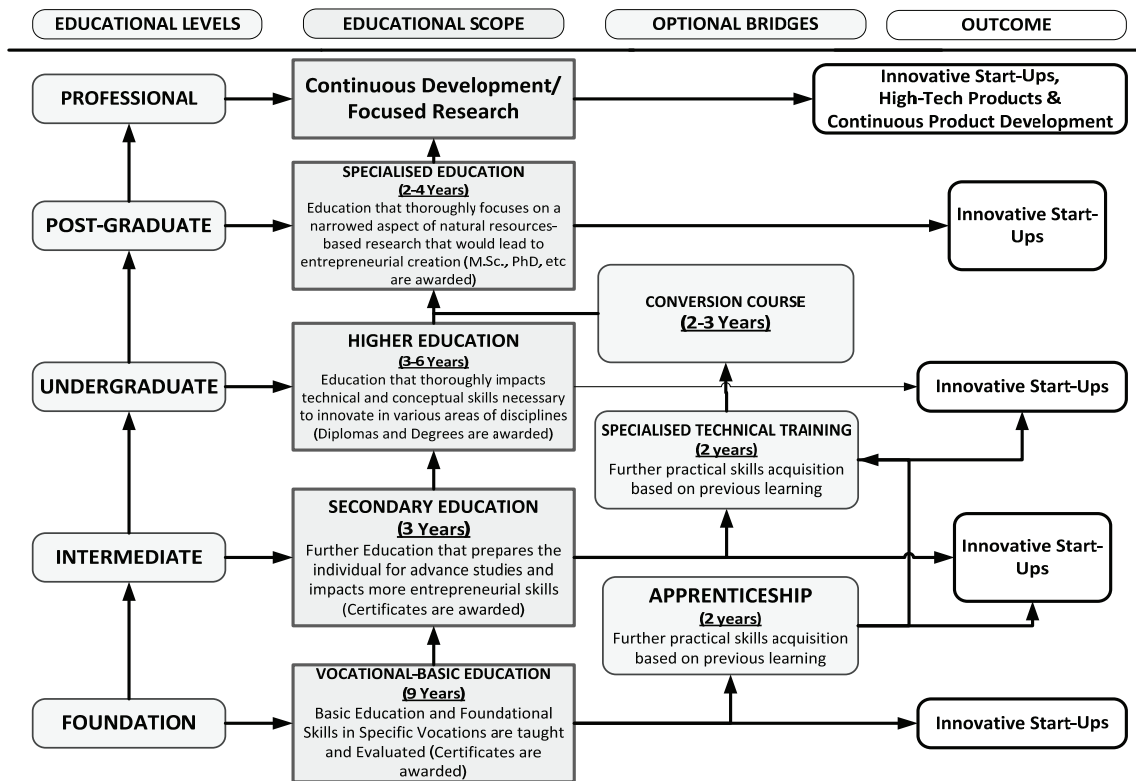 EDUCATIONAL LEVELS
EDUCATIONAL SCOPE
OPTIONAL BRIDGES
OUTCOME
PROFESSIONAL
Continuous Development/
Focused Research
Innovative Start-Ups,
High-Tech Products &
Continuous Product Development
POST-GRADUATE
SPECIALISED EDUCATION
(2-4 Years)
Education that thoroughly focuses on a
narrowed aspect of natural resources-
based research that would lead to
entrepreneurial creation (M.Sc., PhD, etc
are awarded)
Innovative Start-
Ups
CONVERSION COURSE
(2-3 Years)
UNDERGRADUATE
HIGHER EDUCATION
(3-6 Years)
Education that thoroughly impacts
technical and conceptual skills necessary
to innovate in various areas of disciplines
(Diplomas and Degrees are awarded)
Innovative Start-Ups
SPECIALISED TECHNICAL TRAINING
(2 years)
Further practical skills acquisition
based on previous learning
INTERMEDIATE
SECONDARY EDUCATION
(3 Years)
Further Education that prepares the
individual for advance studies and
impacts more entrepreneurial skills
(Certificates are awarded)
Innovative Start-
Ups
APPRENTICESHIP
(2 years)
Further practical skills acquisition
based on previous learning
FOUNDATION
VOCATIONAL-BASIC EDUCATION
(9 Years)
Basic Education and Foundational
Skills in Specific Vocations are taught
and Evaluated (Certificates are
awarded)
Innovative Start-Ups